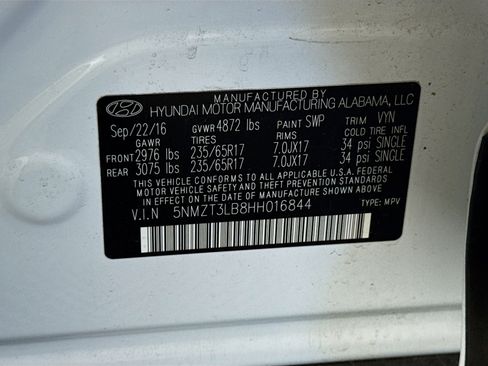 MANUFACTURED BY
HYUNDAI MOTOR MANUFACTURING ALABAMA, LLC
Sep/22/16 GVWR 4872 lbs PAINT SWP TRIM VYN
GAWR TIRES RIMS COLD INFL
FRONT 2976 lbs 235/65R17 7.0JX17 34 psi SINGLE
REAR 3075 lbs 235/65R17 7.0JX17 34 psi SINGLE
THIS VEHICLE CONFORMS TO ALL APPLICABLE U.S.A. FEDERAL
MOTOR VEHICLE SAFETY AND THEFT PREVENTION STANDARDS
IN EFFECT ON THE DATE OF MANUFACTURE SHOWN ABOVE.
V.I.N 5NMZT3LB8HH016844 TYPE: MPV